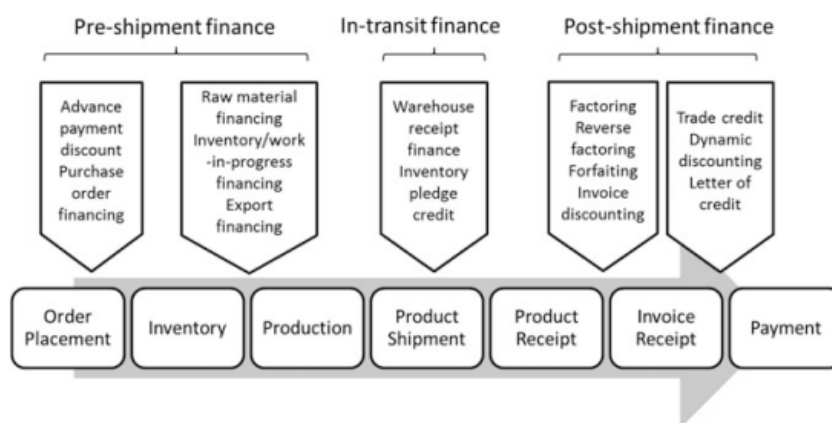 Pre-shipment finance
In-transit finance
Post-shipment finance
Advance
payment
discount
Purchase
order
financing
Raw material
financing
Inventory/work
-in-progress
financing
Export
financing
Warehouse
receipt
finance
Inventory
pledge
credit
Factoring
Reverse
factoring
Forfaiting
Invoice
discounting
Trade credit
Dynamic
discounting
Letter of
credit
Order
Placement
Inventory
Production
Product
Shipment
Product
Receipt
Invoice
Receipt
Payment